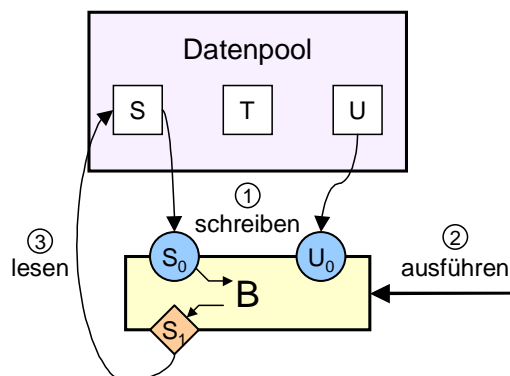 Datenpool
S
T
U
①
schreiben
③
lesen
②
ausführen
S₀
U₀
B
S₁